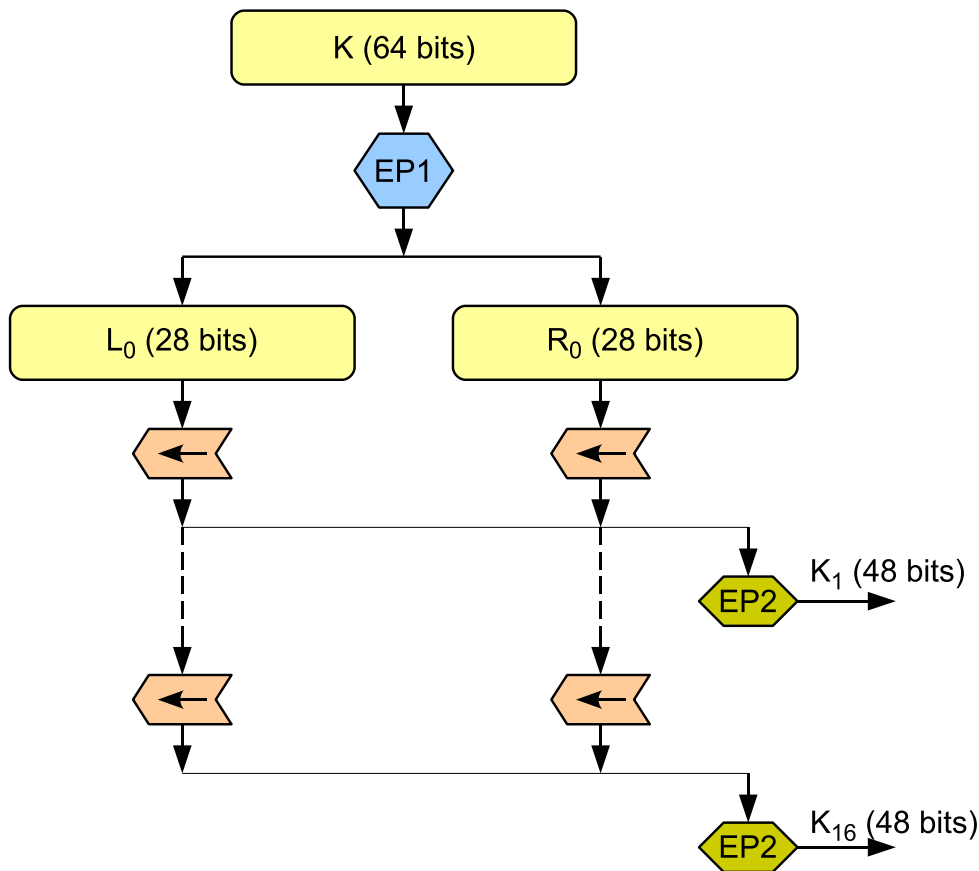 K (64 bits)
EP1
L₀ (28 bits)
R₀ (28 bits)
K₁ (48 bits)
EP2
K₁₆ (48 bits)
EP2